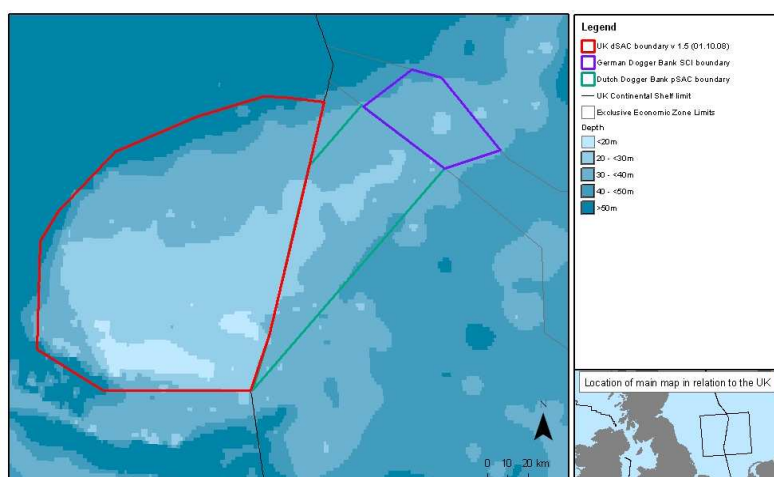 Legend
UK dSAC boundary v 1.5 (01.10.08)
German Dogger Bank SCI boundary
Dutch Dogger Bank pSAC boundary
UK Continental Shelf limit
Exclusive Economic Zone Limits
Depth
<20m
20 - <30m
30 - <40m
40 - <50m
>50m
N
0 10 20 km
Location of main map in relation to the UK